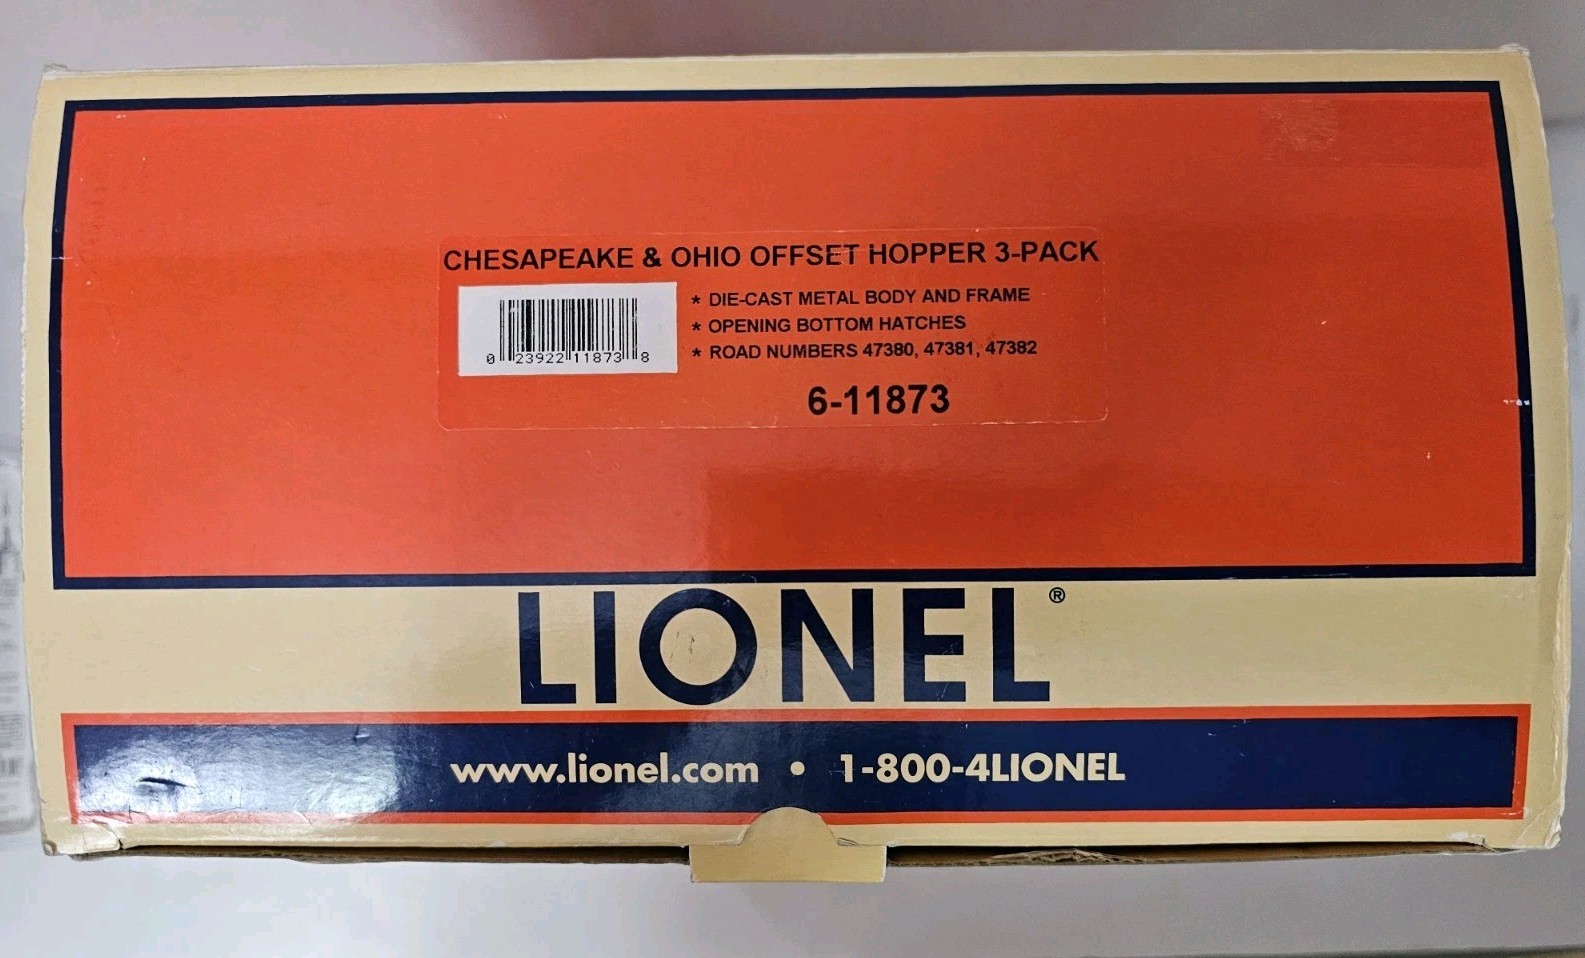 CHESAPEAKE & OHIO OFFSET HOPPER 3-PACK
* DIE-CAST METAL BODY AND FRAME
* OPENING BOTTOM HATCHES
* ROAD NUMBERS 47380, 47381, 47382
0 23922 11873 8
6-11873
LIONEL®
www.lionel.com • 1-800-4LIONEL